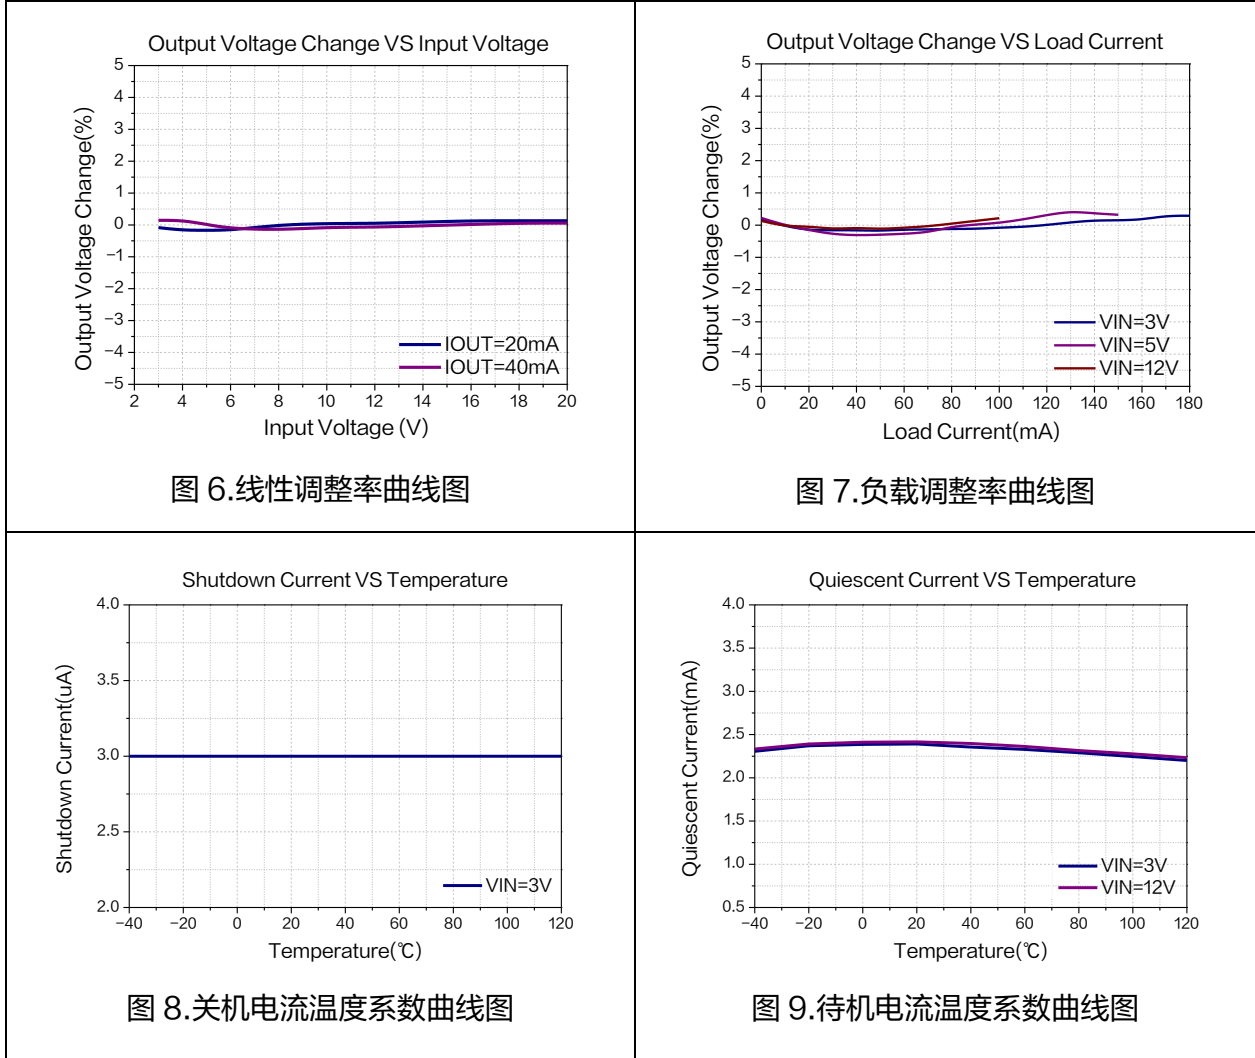 Output Voltage Change VS Input Voltage
Output Voltage Change(%)
5
4
3
2
1
0
−1
−2
−3
−4
−5
IOUT=20mA
IOUT=40mA
2 4 6 8 10 12 14 16 18 20
Input Voltage (V)
图 6.线性调整率曲线图
Output Voltage Change VS Load Current
Output Voltage Change(%)
5
4
3
2
1
0
−1
−2
−3
−4
−5
VIN=3V
VIN=5V
VIN=12V
0 20 40 60 80 100 120 140 160 180
Load Current(mA)
图 7.负载调整率曲线图
Shutdown Current VS Temperature
Shutdown Current(uA)
4.0
3.5
3.0
2.5
2.0
VIN=3V
−40 −20 0 20 40 60 80 100 120
Temperature(℃)
图 8.关机电流温度系数曲线图
Quiescent Current VS Temperature
Quiescent Current(mA)
4.0
3.5
3.0
2.5
2.0
1.5
1.0
0.5
VIN=3V
VIN=12V
−40 −20 0 20 40 60 80 100 120
Temperature(℃)
图 9.待机电流温度系数曲线图